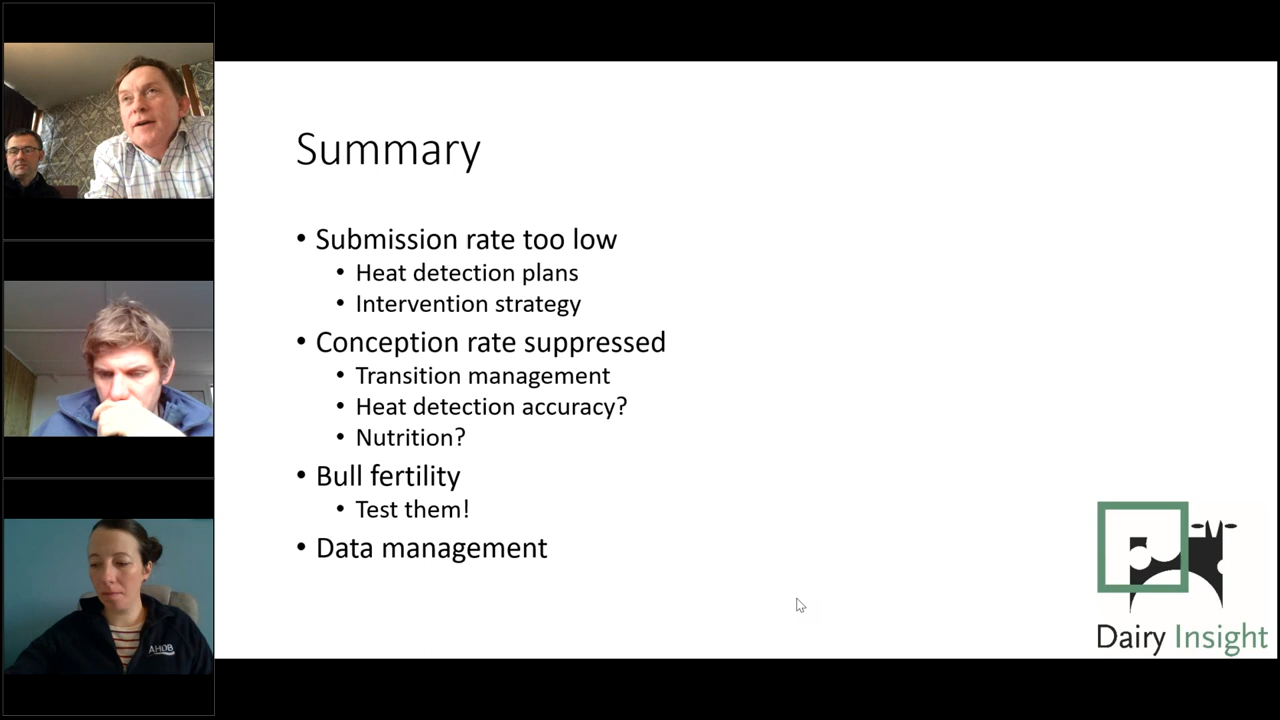 Summary
• Submission rate too low
• Heat detection plans
• Intervention strategy
• Conception rate suppressed
• Transition management
• Heat detection accuracy?
• Nutrition?
• Bull fertility
• Test them!
• Data management
Dairy Insight
AHDB